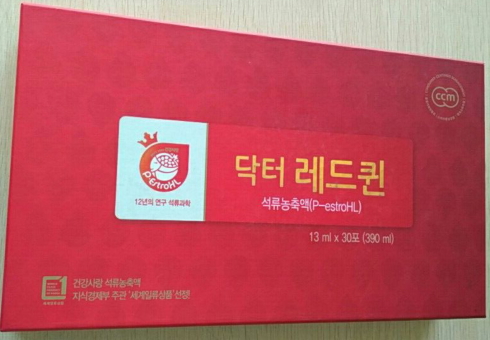 ccm
P-estroHL
12년의 연구 석류과학
닥터 레드퀸
석류농축액(P-estroHL)
13 ml x 30포 (390 ml)
건강사랑 석류농축액
지식경제부 주관 '세계일류상품' 선정!